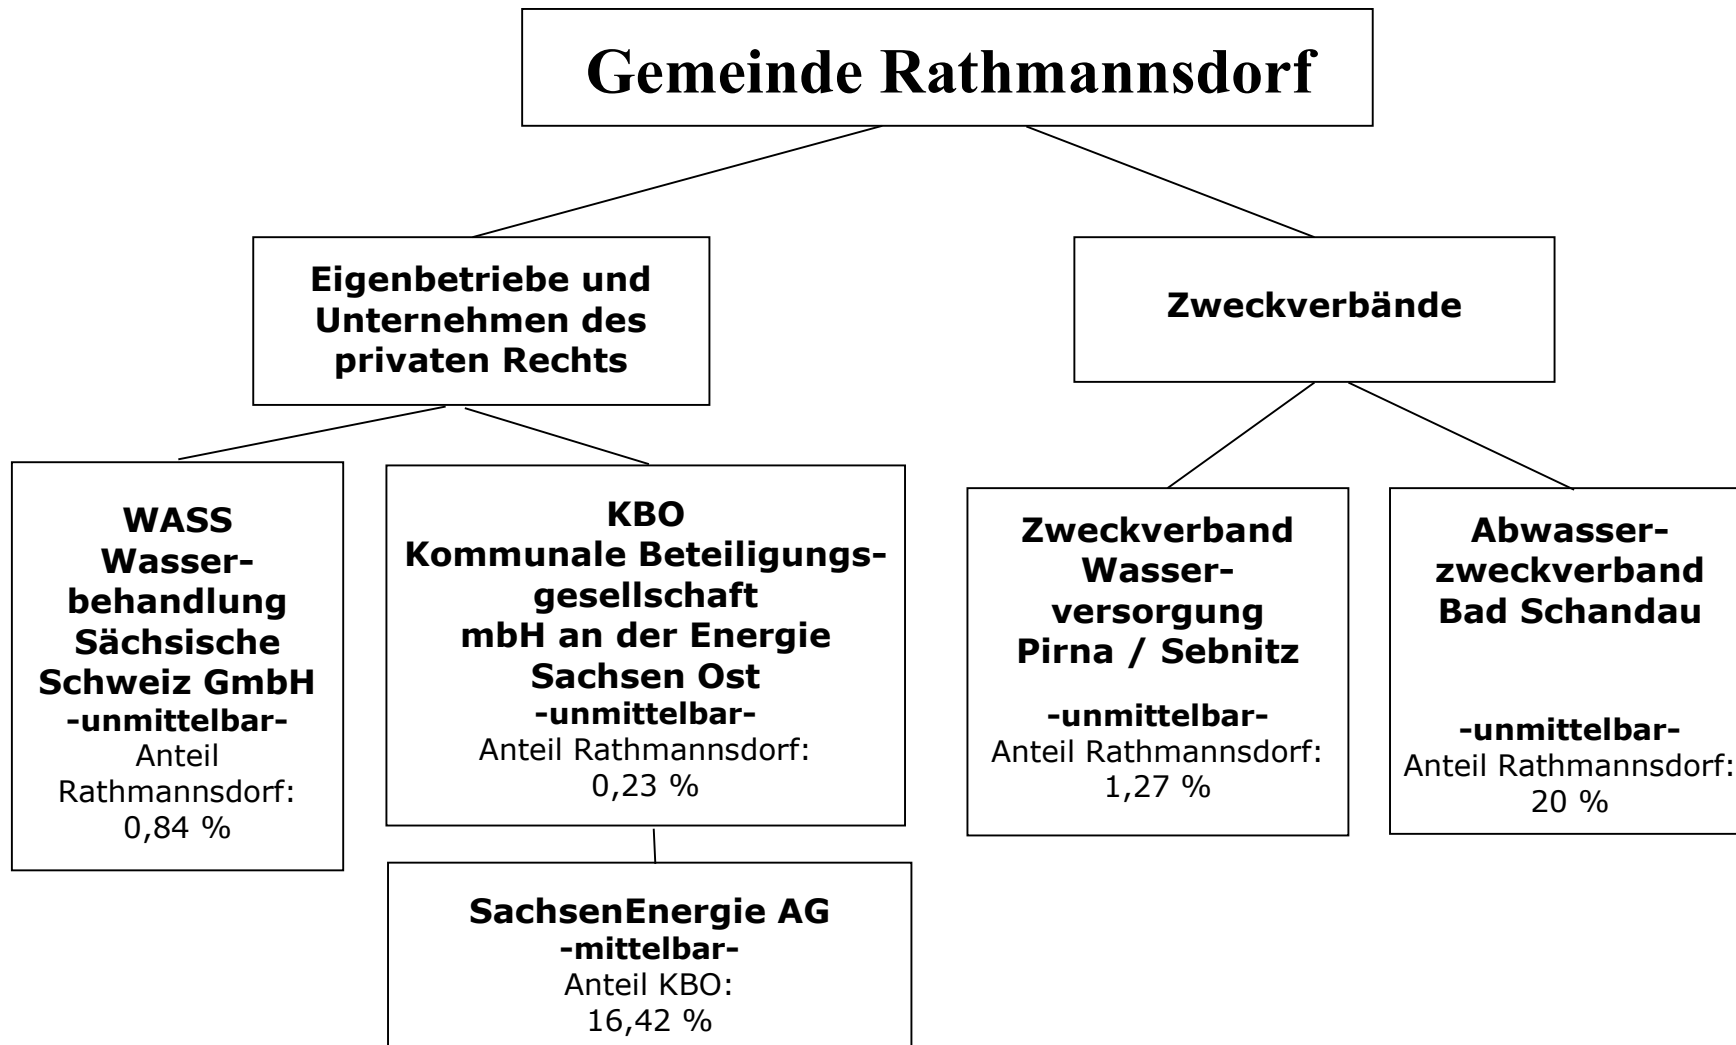 Gemeinde Rathmannsdorf
Eigenbetriebe und
Unternehmen des
privaten Rechts
Zweckverbände
WASS
Wasser-
behandlung
Sächsische
Schweiz GmbH
-unmittelbar-
Anteil
Rathmannsdorf:
0,84 %
KBO
Kommunale Beteiligungs-
gesellschaft
mbH an der Energie
Sachsen Ost
-unmittelbar-
Anteil Rathmannsdorf:
0,23 %
SachsenEnergie AG
-mittelbar-
Anteil KBO:
16,42 %
Zweckverband
Wasser-
versorgung
Pirna / Sebnitz
-unmittelbar-
Anteil Rathmannsdorf:
1,27 %
Abwasser-
zweckverband
Bad Schandau
-unmittelbar-
Anteil Rathmannsdorf:
20 %